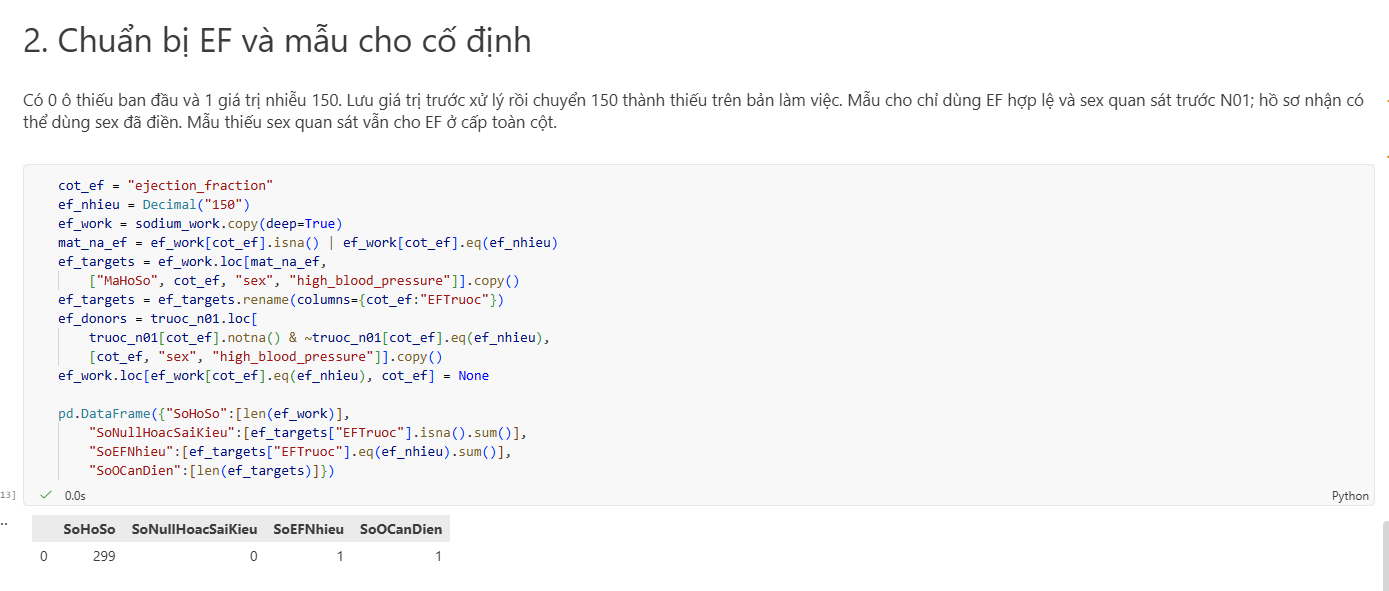 2. Chuẩn bị EF và mẫu cho cố định
Có 0 ô thiếu ban đầu và 1 giá trị nhiễu 150. Lưu giá trị trước xử lý rồi chuyển 150 thành thiếu trên bản làm việc. Mẫu cho chỉ dùng EF hợp lệ và sex quan sát trước N01; hồ sơ nhận có
thể dùng sex đã điền. Mẫu thiếu sex quan sát vẫn cho EF ở cấp toàn cột.
cot_ef = "ejection_fraction"
ef_nhieu = Decimal("150")
ef_work = sodium_work.copy(deep=True)
mat_na_ef = ef_work[cot_ef].isna() | ef_work[cot_ef].eq(ef_nhieu)
ef_targets = ef_work.loc[mat_na_ef,
["MaHoSo", cot_ef, "sex", "high_blood_pressure"]].copy()
ef_targets = ef_targets.rename(columns={cot_ef:"EFTruoc"})
ef_donors = truoc_n01.loc[
truoc_n01[cot_ef].notna() & ~truoc_n01[cot_ef].eq(ef_nhieu),
[cot_ef, "sex", "high_blood_pressure"]].copy()
ef_work.loc[ef_work[cot_ef].eq(ef_nhieu), cot_ef] = None
pd.DataFrame({"SoHoSo":[len(ef_work)],
"SoNullHoacSaiKieu":[ef_targets["EFTruoc"].isna().sum()],
"SoEFNhieu":[ef_targets["EFTruoc"].eq(ef_nhieu).sum()],
"SoOCanDien":[len(ef_targets)]})
13] 0.0s Python
SoHoSo SoNullHoacSaiKieu SoEFNhieu SoOCanDien
0 299 0 1 1